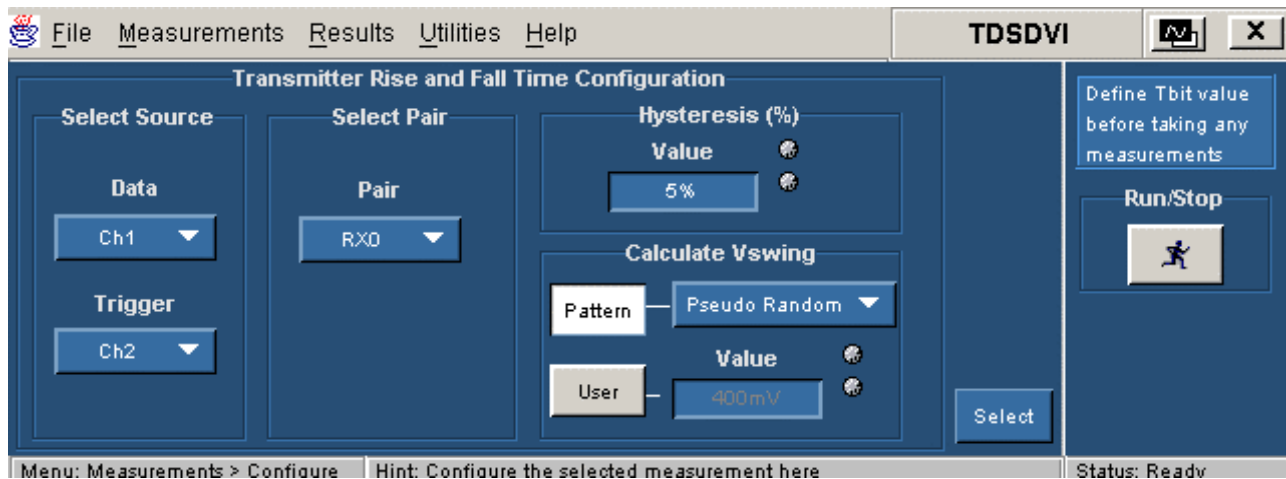 File Measurements Results Utilities Help TDSDVI X
Transmitter Rise and Fall Time Configuration
Select Source
Data
Ch1
Trigger
Ch2
Select Pair
Pair
RX0
Hysteresis (%)
Value
5%
Calculate Vswing
Pattern
Pseudo Random
User
Value
400mV
Select
Define Tbit value
before taking any
measurements
Run/Stop
Menu: Measurements > Configure
Hint: Configure the selected measurement here
Status: Ready